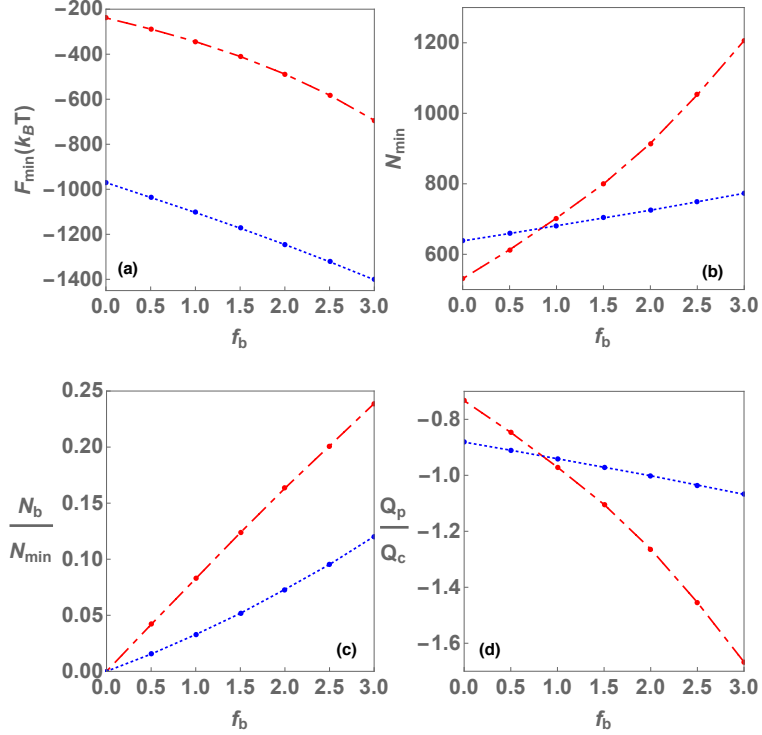 −200
−400
−600
−800
−1000
−1200
−1400
F_min(k_BT)
(a)
0.0 0.5 1.0 1.5 2.0 2.5 3.0
f_b
1200
1000
800
600
N_min
(b)
0.0 0.5 1.0 1.5 2.0 2.5 3.0
f_b
0.25
0.20
0.15
0.10
0.05
0.00
N_b
N_min
(c)
0.0 0.5 1.0 1.5 2.0 2.5 3.0
f_b
−0.8
−1.0
−1.2
−1.4
−1.6
Q_p
Q_c
(d)
0.0 0.5 1.0 1.5 2.0 2.5 3.0
f_b